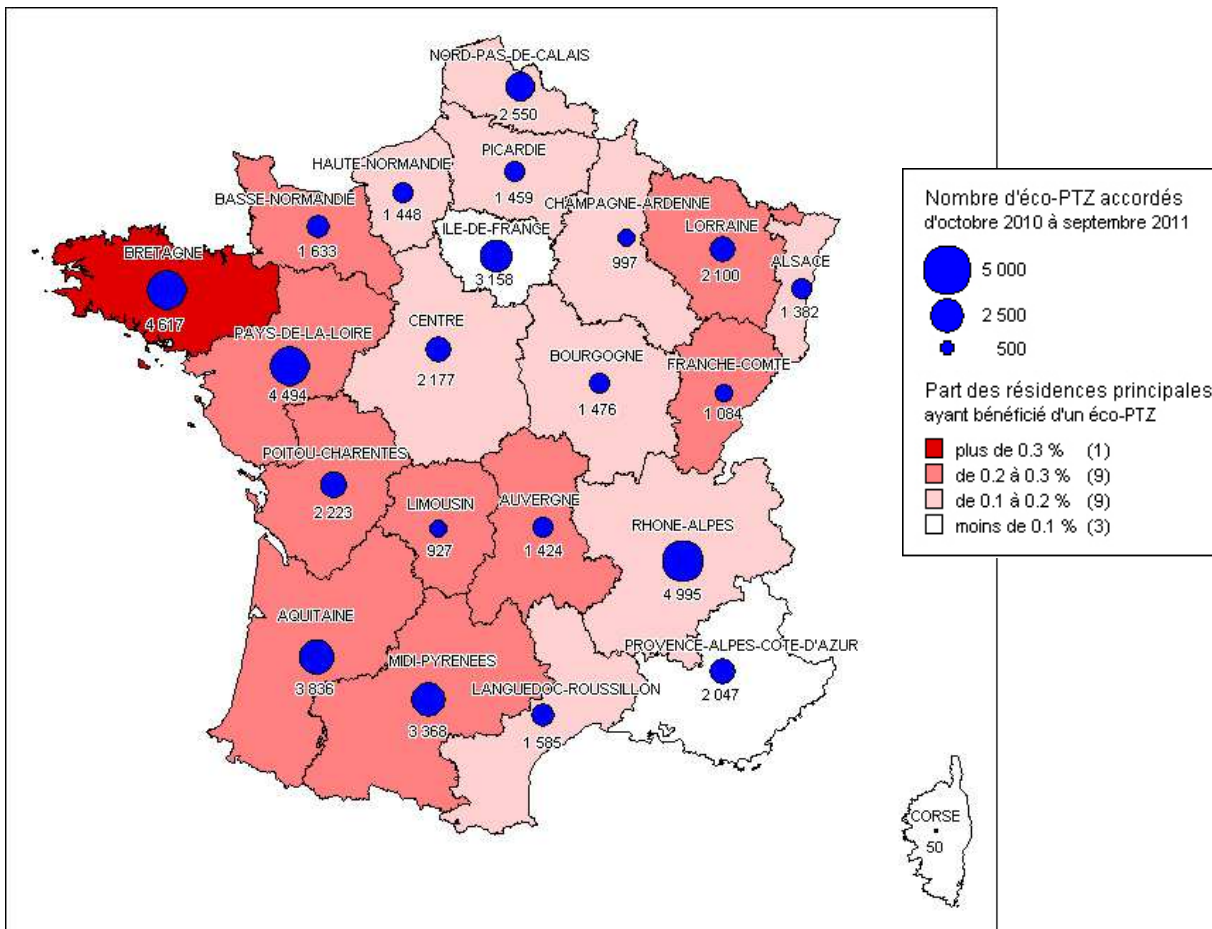 NORD-PAS-DE-CALAIS
2 550
HAUTE-NORMANDIE
1 448
PICARDIE
1 459
BASSE-NORMANDIE
1 633
CHAMPAGNE-ARDENNE
997
ILE-DE-FRANCE
3 158
LORRAINE
2 100
ALSACE
1 382
BRETAGNE
4 617
PAYS-DE-LA-LOIRE
4 494
CENTRE
2 177
BOURGOGNE
1 476
FRANCHE-COMTE
1 084
POITOU-CHARENTES
2 223
LIMOUSIN
927
AUVERGNE
1 424
RHONE-ALPES
4 995
AQUITAINE
3 836
MIDI-PYRENEES
3 368
LANGUEDOC-ROUSSILLON
1 585
PROVENCE-ALPES-COTE-D'AZUR
2 047
CORSE
50
Nombre d'éco-PTZ accordés
d'octobre 2010 à septembre 2011
5 000
2 500
500
Part des résidences principales
ayant bénéficié d'un éco-PTZ
plus de 0.3 % (1)
de 0.2 à 0.3 % (9)
de 0.1 à 0.2 % (9)
moins de 0.1 % (3)